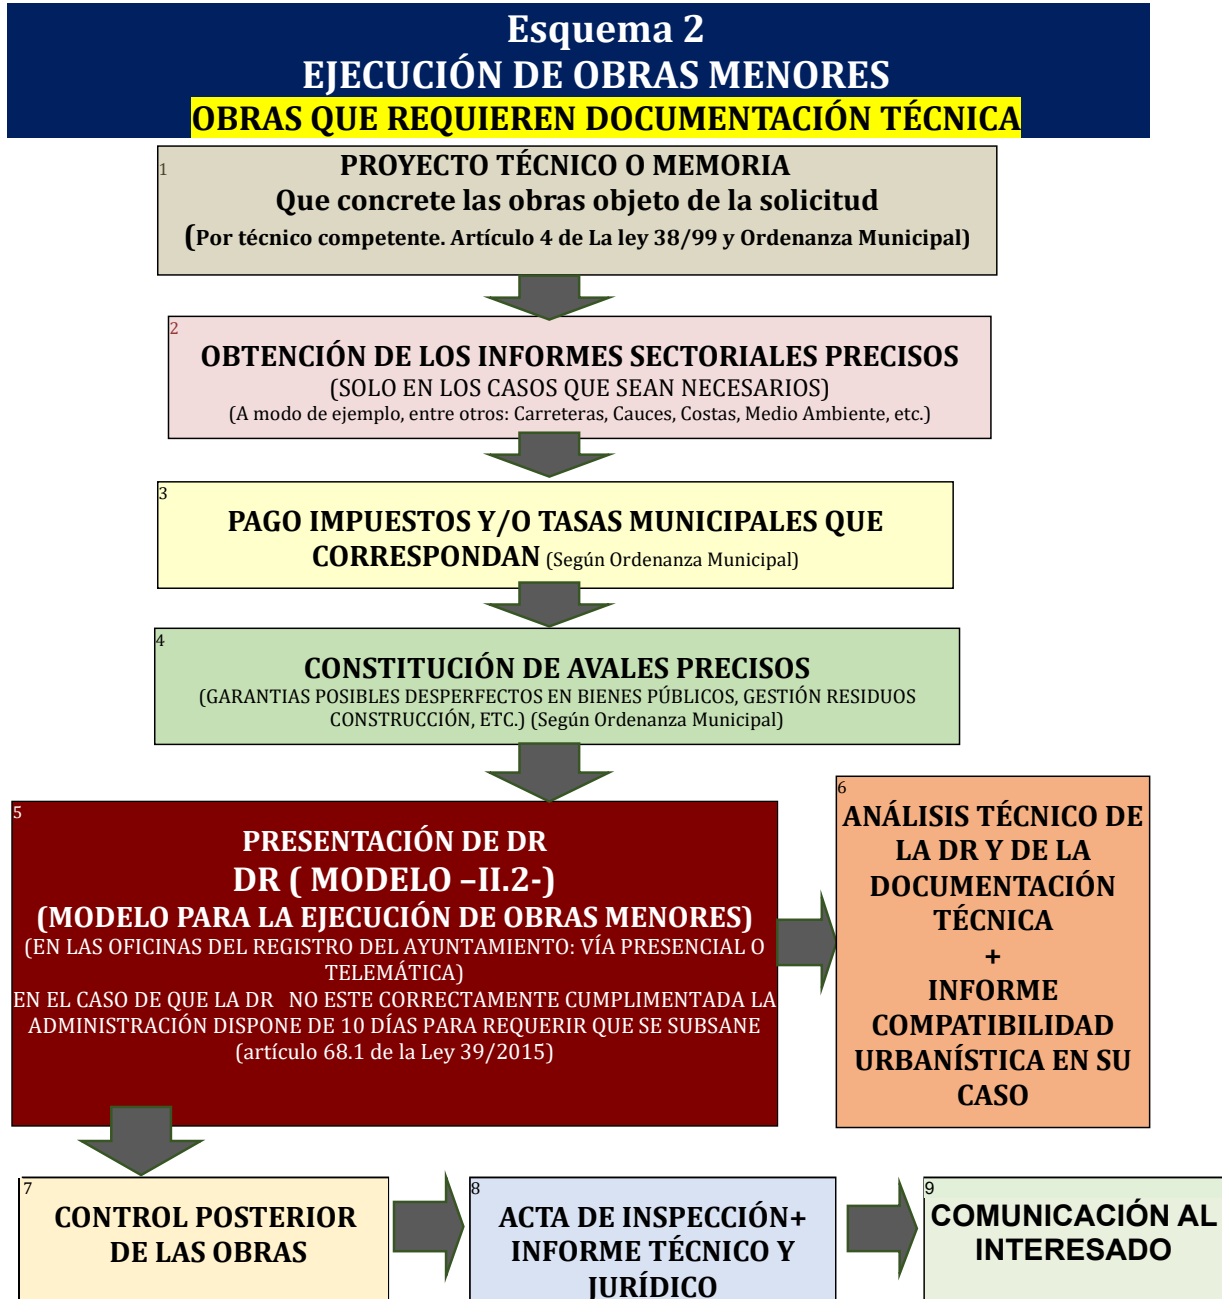 Esquema 2
EJECUCIÓN DE OBRAS MENORES
OBRAS QUE REQUIEREN DOCUMENTACIÓN TÉCNICA
1
PROYECTO TÉCNICO O MEMORIA
Que concrete las obras objeto de la solicitud
(Por técnico competente. Artículo 4 de La ley 38/99 y Ordenanza Municipal)
2
OBTENCIÓN DE LOS INFORMES SECTORIALES PRECISOS
(SOLO EN LOS CASOS QUE SEAN NECESARIOS)
(A modo de ejemplo, entre otros: Carreteras, Cauces, Costas, Medio Ambiente, etc.)
3
PAGO IMPUESTOS Y/O TASAS MUNICIPALES QUE
CORRESPONDAN (Según Ordenanza Municipal)
4
CONSTITUCIÓN DE AVALES PRECISOS
(GARANTIAS POSIBLES DESPERFECTOS EN BIENES PÚBLICOS, GESTIÓN RESIDUOS
CONSTRUCCIÓN, ETC.) (Según Ordenanza Municipal)
5
PRESENTACIÓN DE DR
DR ( MODELO –II.2-)
(MODELO PARA LA EJECUCIÓN DE OBRAS MENORES)
(EN LAS OFICINAS DEL REGISTRO DEL AYUNTAMIENTO: VÍA PRESENCIAL O
TELEMÁTICA)
EN EL CASO DE QUE LA DR NO ESTE CORRECTAMENTE CUMPLIMENTADA LA
ADMINISTRACIÓN DISPONE DE 10 DÍAS PARA REQUERIR QUE SE SUBSANE
(artículo 68.1 de la Ley 39/2015)
6
ANÁLISIS TÉCNICO DE
LA DR Y DE LA
DOCUMENTACIÓN
TÉCNICA
+
INFORME
COMPATIBILIDAD
URBANÍSTICA EN SU
CASO
7
CONTROL POSTERIOR
DE LAS OBRAS
8
ACTA DE INSPECCIÓN+
INFORME TÉCNICO Y
JURÍDICO
9
COMUNICACIÓN AL
INTERESADO